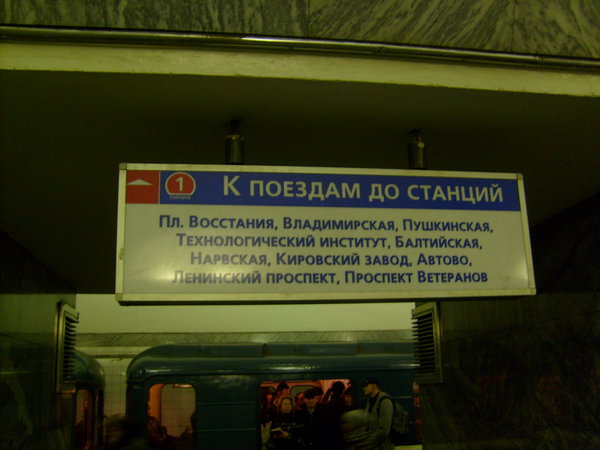 1
ЛИНИЯ
К ПОЕЗДАМ ДО СТАНЦИЙ
Пл. Восстания, Владимирская, Пушкинская,
Технологический институт, Балтийская,
Нарвская, Кировский завод, Автово,
Ленинский проспект, Проспект Ветеранов